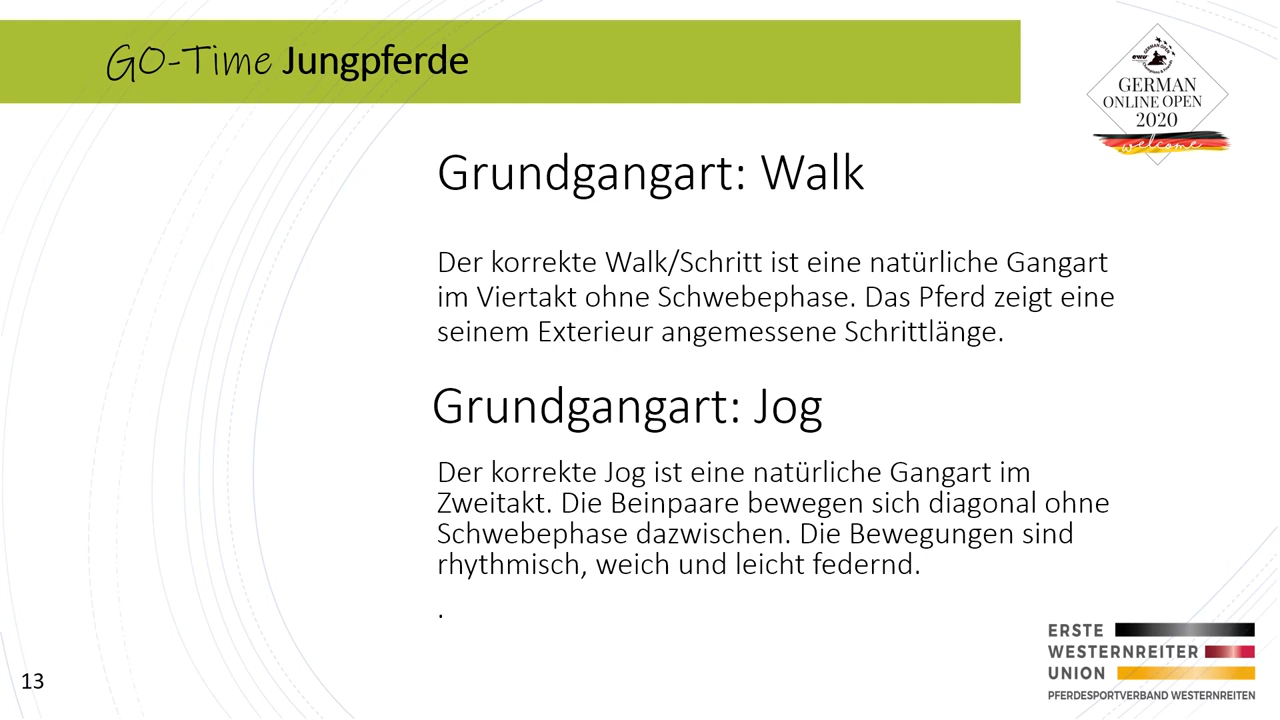 GO-Time Jungpferde
ewu
GERMAN OPEN
GERMAN
ONLINE OPEN
2020
welcome
Grundgangart: Walk
Der korrekte Walk/Schritt ist eine natürliche Gangart
im Viertakt ohne Schwebephase. Das Pferd zeigt eine
seinem Exterieur angemessene Schrittlänge.
Grundgangart: Jog
Der korrekte Jog ist eine natürliche Gangart im
Zweitakt. Die Beinpaare bewegen sich diagonal ohne
Schwebephase dazwischen. Die Bewegungen sind
rhythmisch, weich und leicht federnd.
.
ERSTE
WESTERNREITER
UNION
PFERDESPORTVERBAND WESTERNREITEN
13